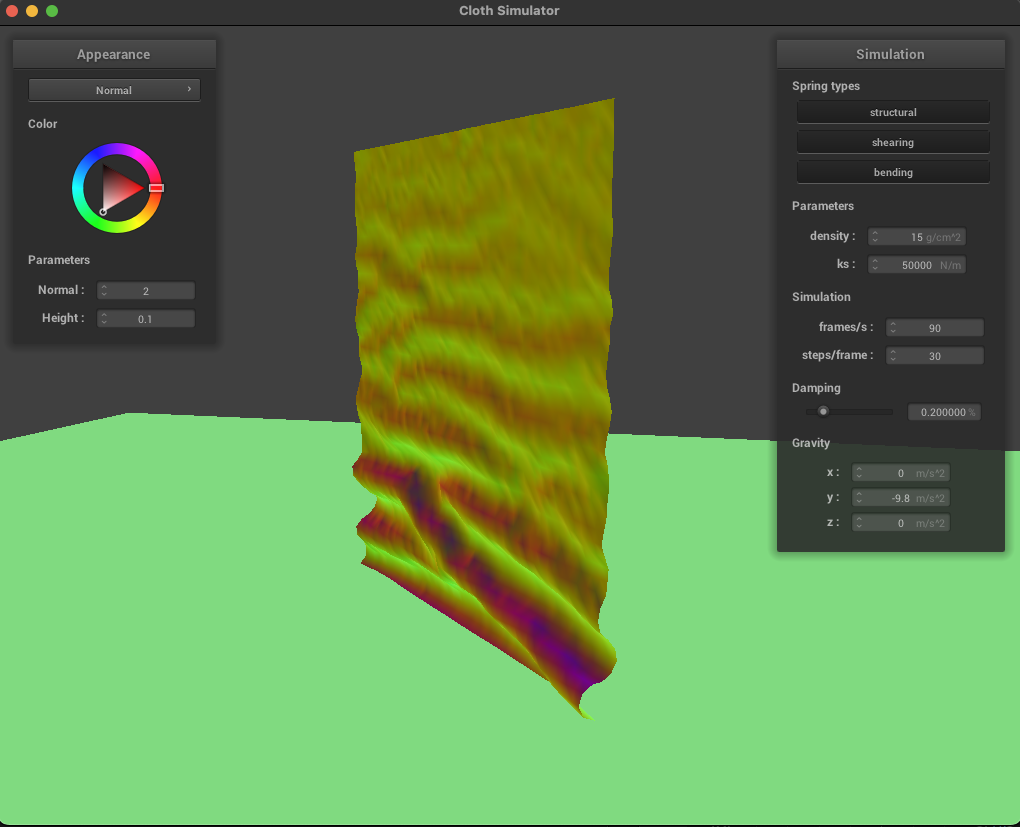 Cloth Simulator
Appearance
Normal
Color
Parameters
Normal : 2
Height : 0.1
Simulation
Spring types
structural
shearing
bending
Parameters
density : 15 g/cm^2
ks : 50000 N/m
Simulation
frames/s : 90
steps/frame : 30
Damping
0.200000 %
Gravity
x : 0 m/s^2
y : -9.8 m/s^2
z : 0 m/s^2